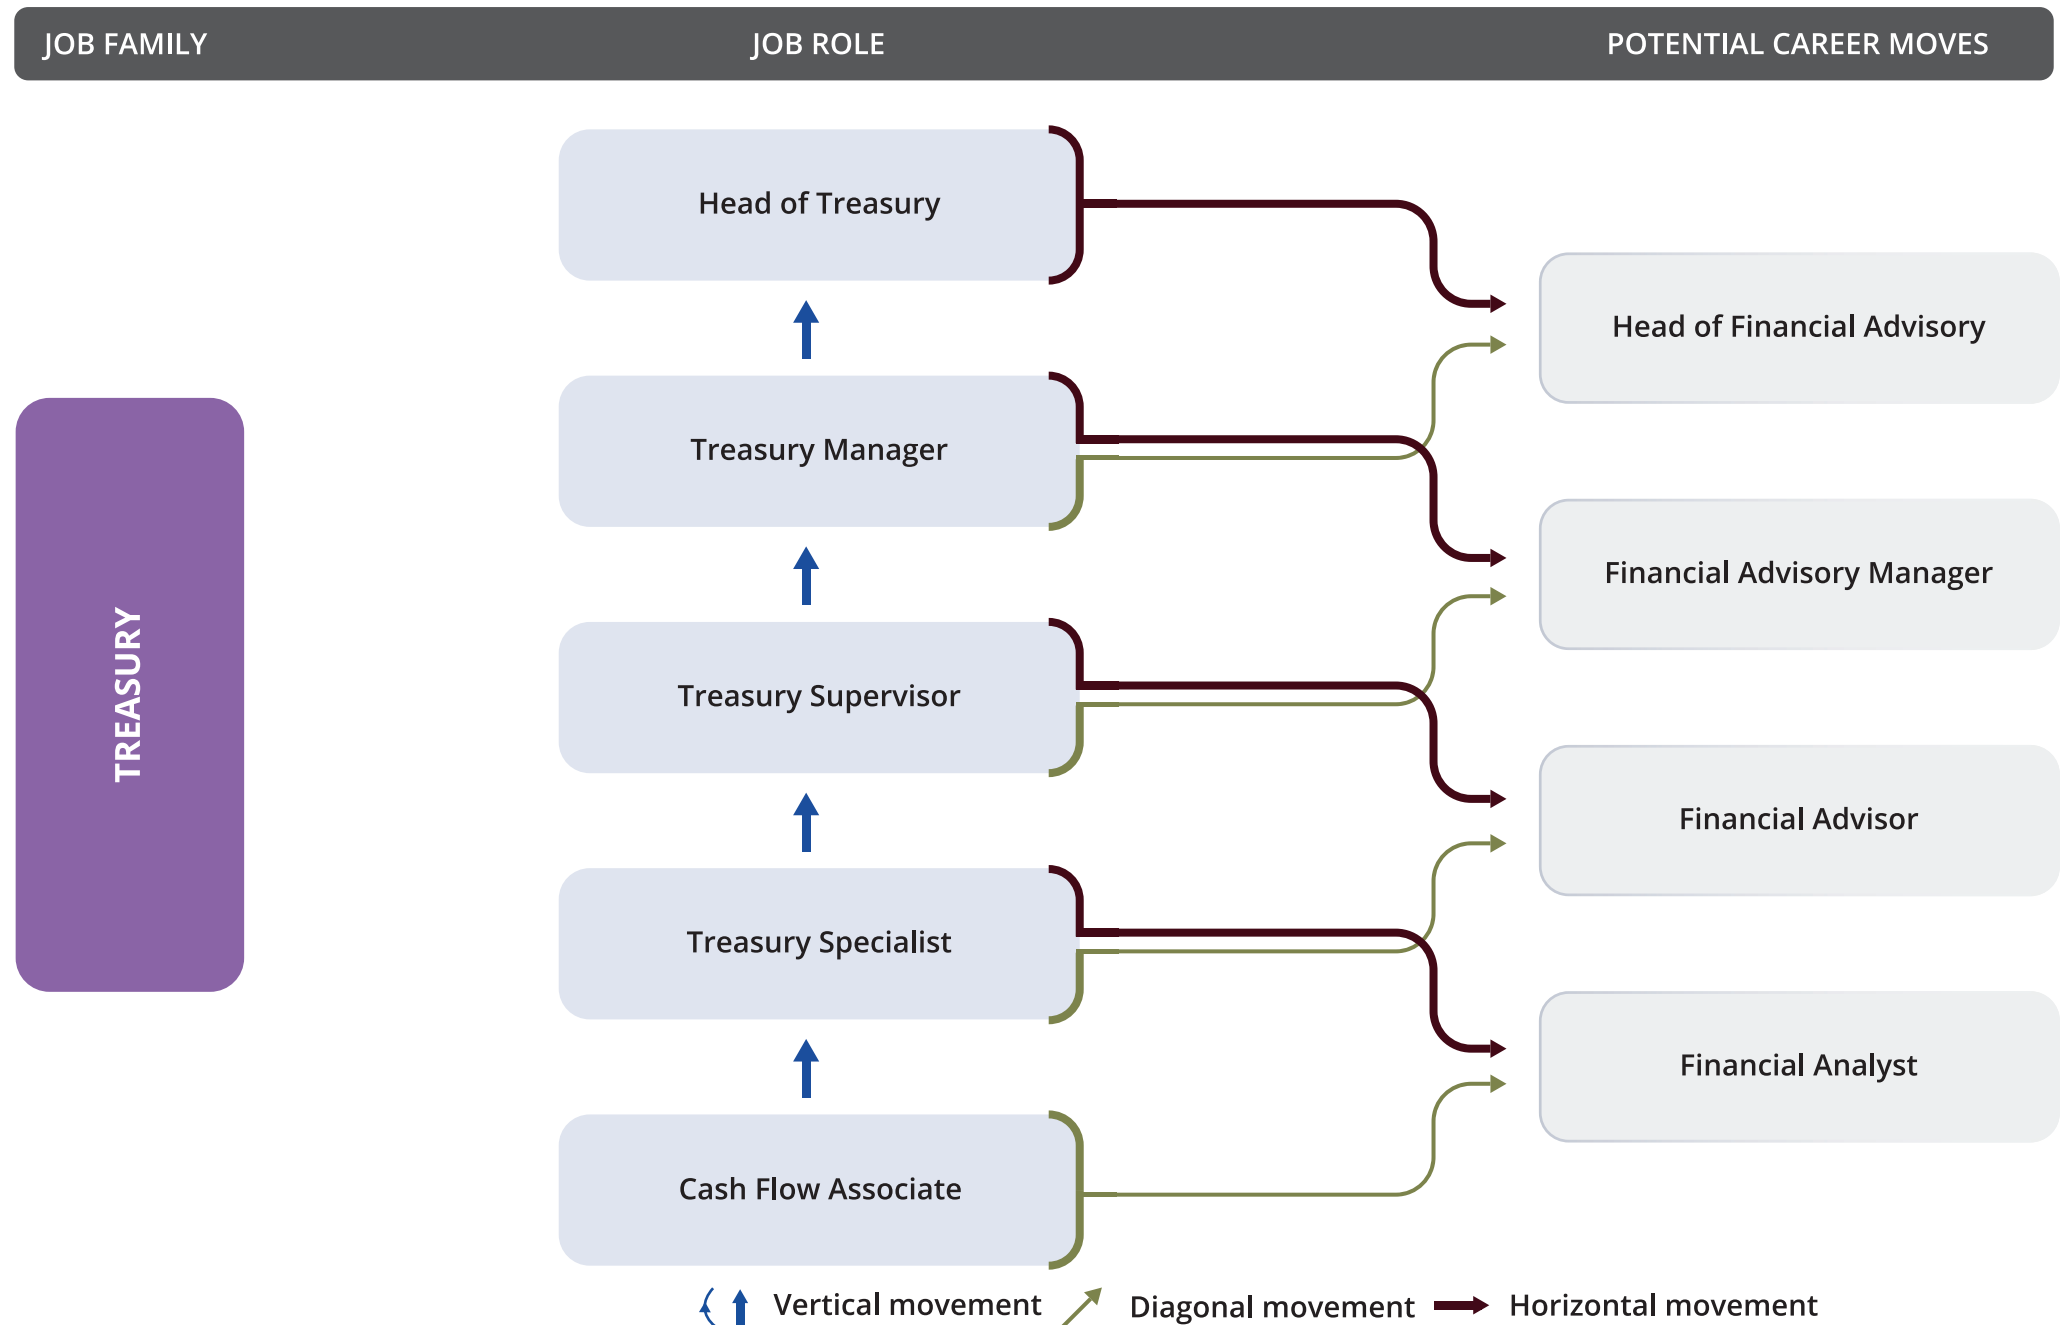 JOB FAMILY
JOB ROLE
POTENTIAL CAREER MOVES
TREASURY
Head of Treasury
Treasury Manager
Treasury Supervisor
Treasury Specialist
Cash Flow Associate
Head of Financial Advisory
Financial Advisory Manager
Financial Advisor
Financial Analyst
Vertical movement
Diagonal movement
Horizontal movement